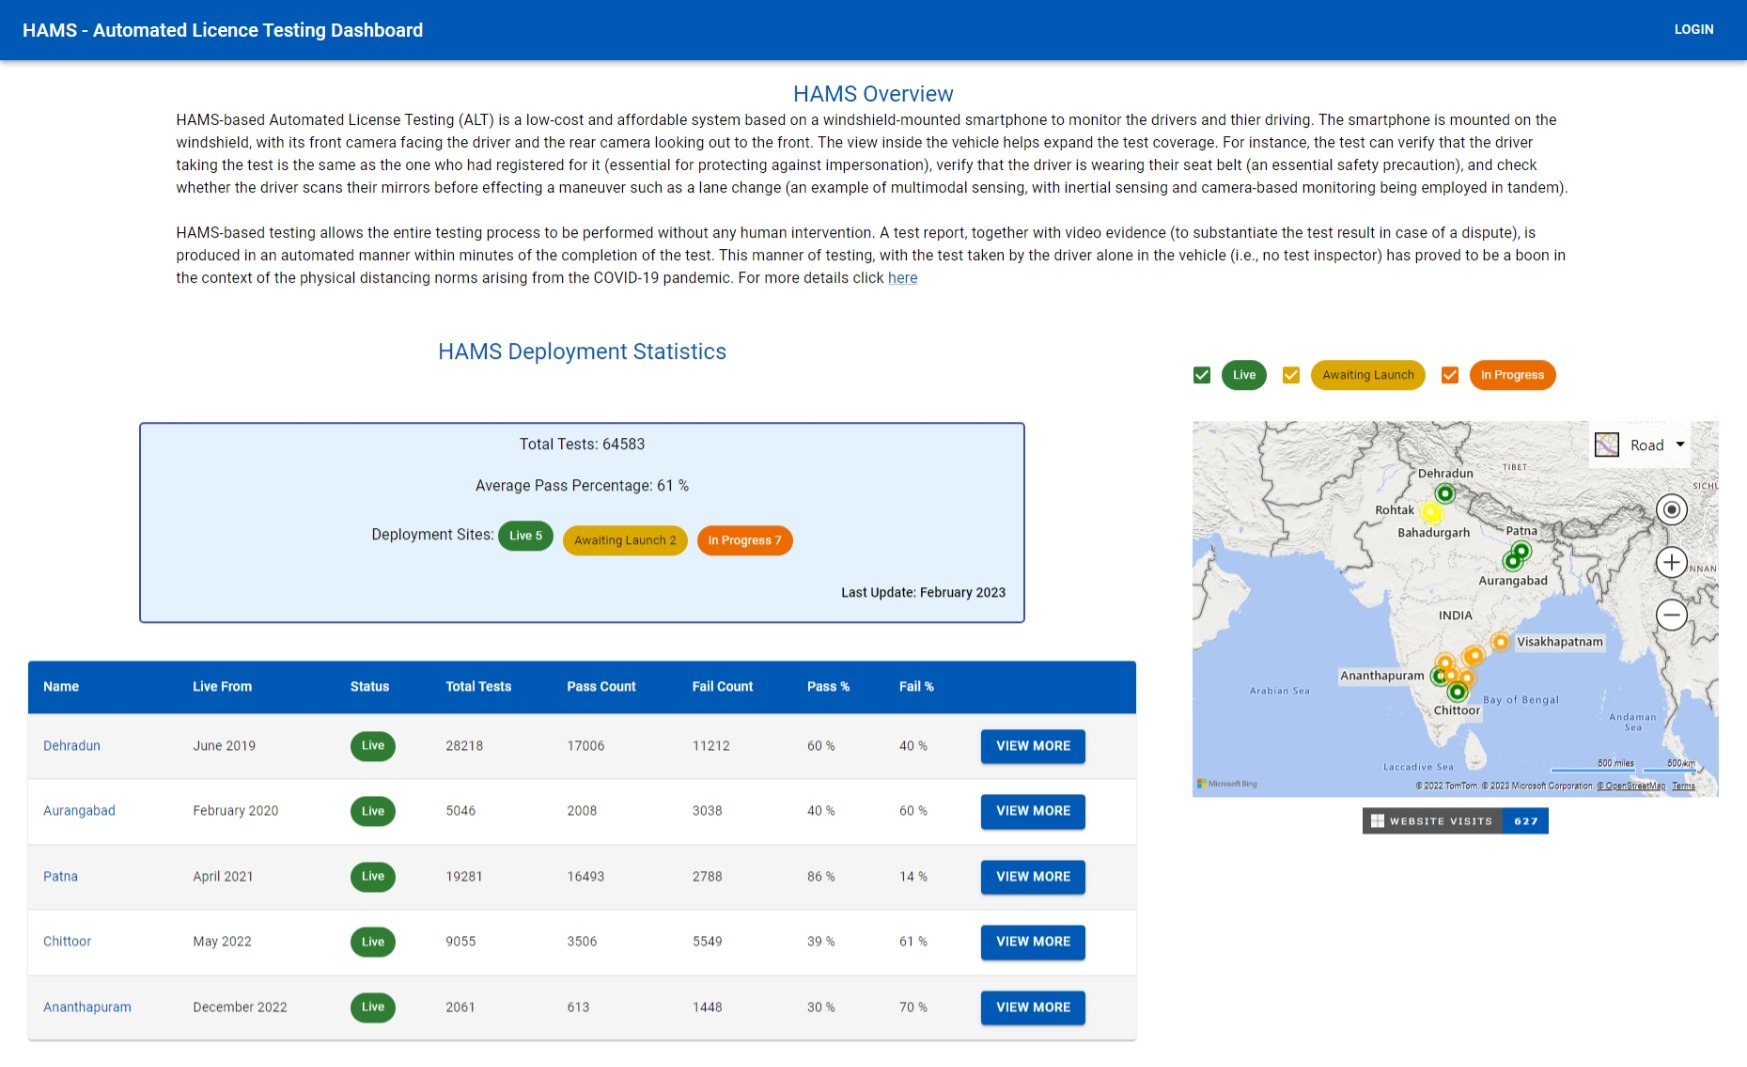 HAMS - Automated Licence Testing Dashboard
LOGIN
HAMS Overview
HAMS-based Automated License Testing (ALT) is a low-cost and affordable system based on a windshield-mounted smartphone to monitor the drivers and thier driving. The smartphone is mounted on the
windshield, with its front camera facing the driver and the rear camera looking out to the front. The view inside the vehicle helps expand the test coverage. For instance, the test can verify that the driver
taking the test is the same as the one who had registered for it (essential for protecting against impersonation), verify that the driver is wearing their seat belt (an essential safety precaution), and check
whether the driver scans their mirrors before effecting a maneuver such as a lane change (an example of multimodal sensing, with inertial sensing and camera-based monitoring being employed in tandem).
HAMS-based testing allows the entire testing process to be performed without any human intervention. A test report, together with video evidence (to substantiate the test result in case of a dispute), is
produced in an automated manner within minutes of the completion of the test. This manner of testing, with the test taken by the driver alone in the vehicle (i.e., no test inspector) has proved to be a boon in
the context of the physical distancing norms arising from the COVID-19 pandemic. For more details click here
HAMS Deployment Statistics
Total Tests: 64583
Average Pass Percentage: 61 %
Deployment Sites: Live 5 Awaiting Launch 2 In Progress 7
Last Update: February 2023
Name Live From Status Total Tests Pass Count Fail Count Pass % Fail %
Dehradun June 2019 Live 28218 17006 11212 60 % 40 % VIEW MORE
Aurangabad February 2020 Live 5046 2008 3038 40 % 60 % VIEW MORE
Patna April 2021 Live 19281 16493 2788 86 % 14 % VIEW MORE
Chittoor May 2022 Live 9055 3506 5549 39 % 61 % VIEW MORE
Ananthapuram December 2022 Live 2061 613 1448 30 % 70 % VIEW MORE
Live Awaiting Launch In Progress
Road
Dehradun
TIBET
SICHU
Rohtak
Bahadurgarh
Patna
NNAN
Aurangabad
INDIA
Visakhapatnam
Ananthapuram
Arabian Sea
Bay of Bengal
Chittoor
Andaman
Sea
Laccadive Sea
500 miles 500 km
Microsoft Bing
© 2022 TomTom, © 2023 Microsoft Corporation, © OpenStreetMap Terms
WEBSITE VISITS 627